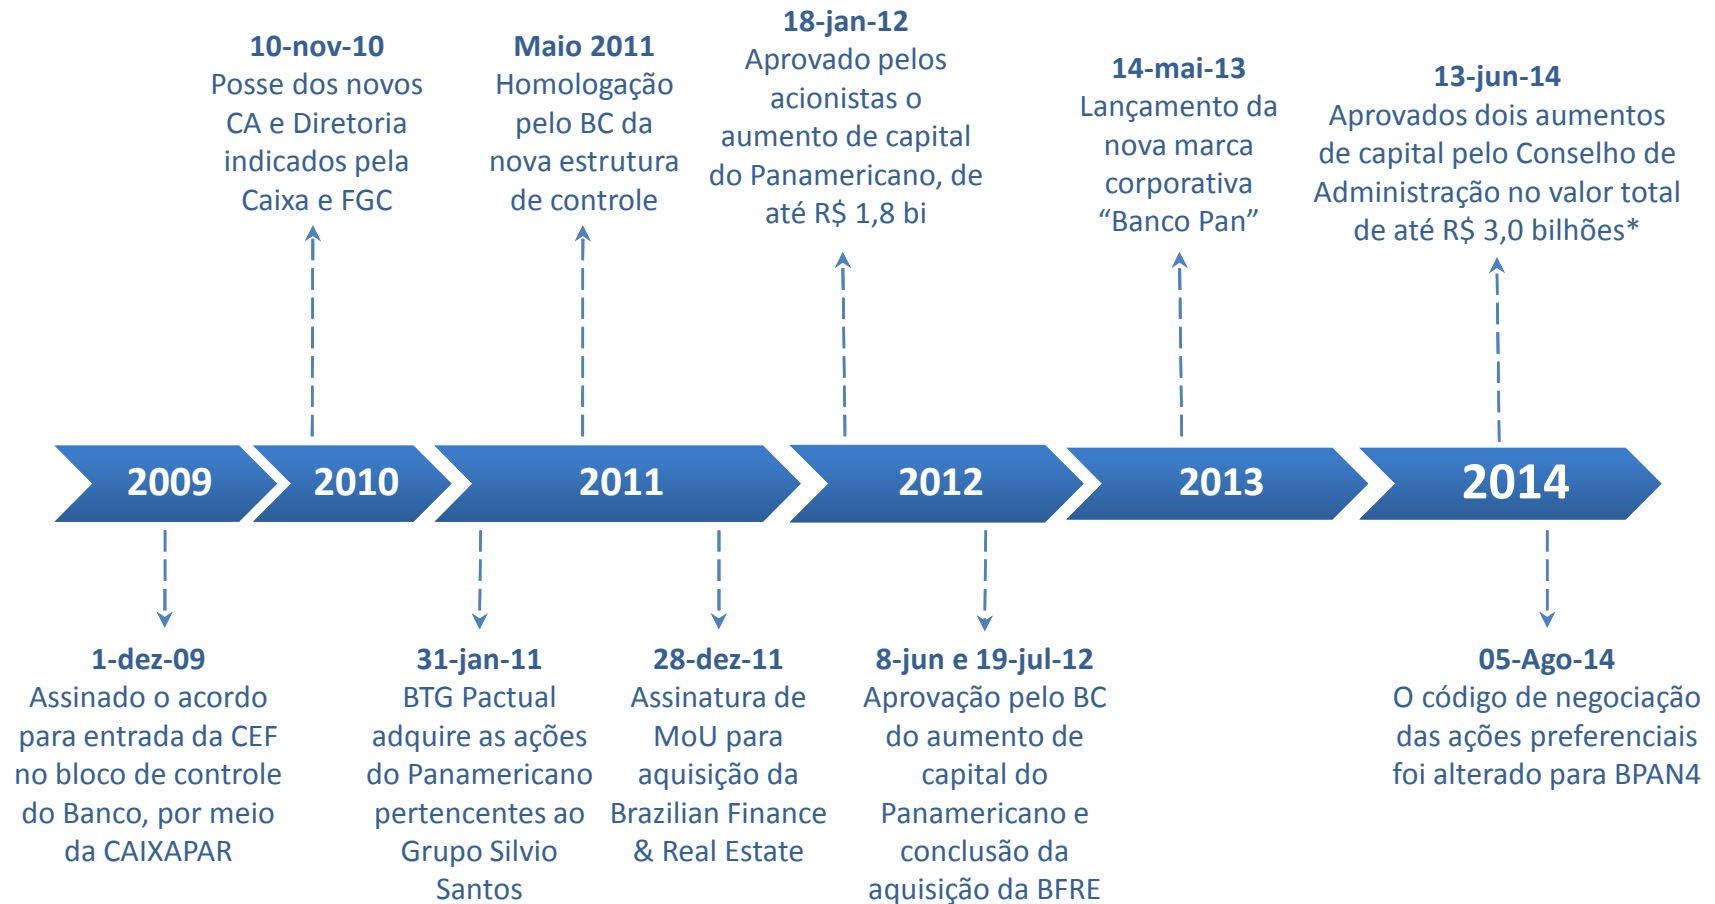 10-nov-10
Posse dos novos
CA e Diretoria
indicados pela
Caixa e FGC
Maio 2011
Homologação
pelo BC da
nova estrutura
de controle
18-jan-12
Aprovado pelos
acionistas o
aumento de capital
do Panamericano, de
até R$ 1,8 bi
14-mai-13
Lançamento da
nova marca
corporativa
“Banco Pan”
13-jun-14
Aprovados dois aumentos
de capital pelo Conselho de
Administração no valor total
de até R$ 3,0 bilhões*
2009
2010
2011
2012
2013
2014
1-dez-09
Assinado o acordo
para entrada da CEF
no bloco de controle
do Banco, por meio
da CAIXAPAR
31-jan-11
BTG Pactual
adquire as ações
do Panamericano
pertencentes ao
Grupo Silvio
Santos
28-dez-11
Assinatura de
MoU para
aquisição da
Brazilian Finance
& Real Estate
8-jun e 19-jul-12
Aprovação pelo BC
do aumento de
capital do
Panamericano e
conclusão da
aquisição da BFRE
05-Ago-14
O código de negociação
das ações preferenciais
foi alterado para BPAN4